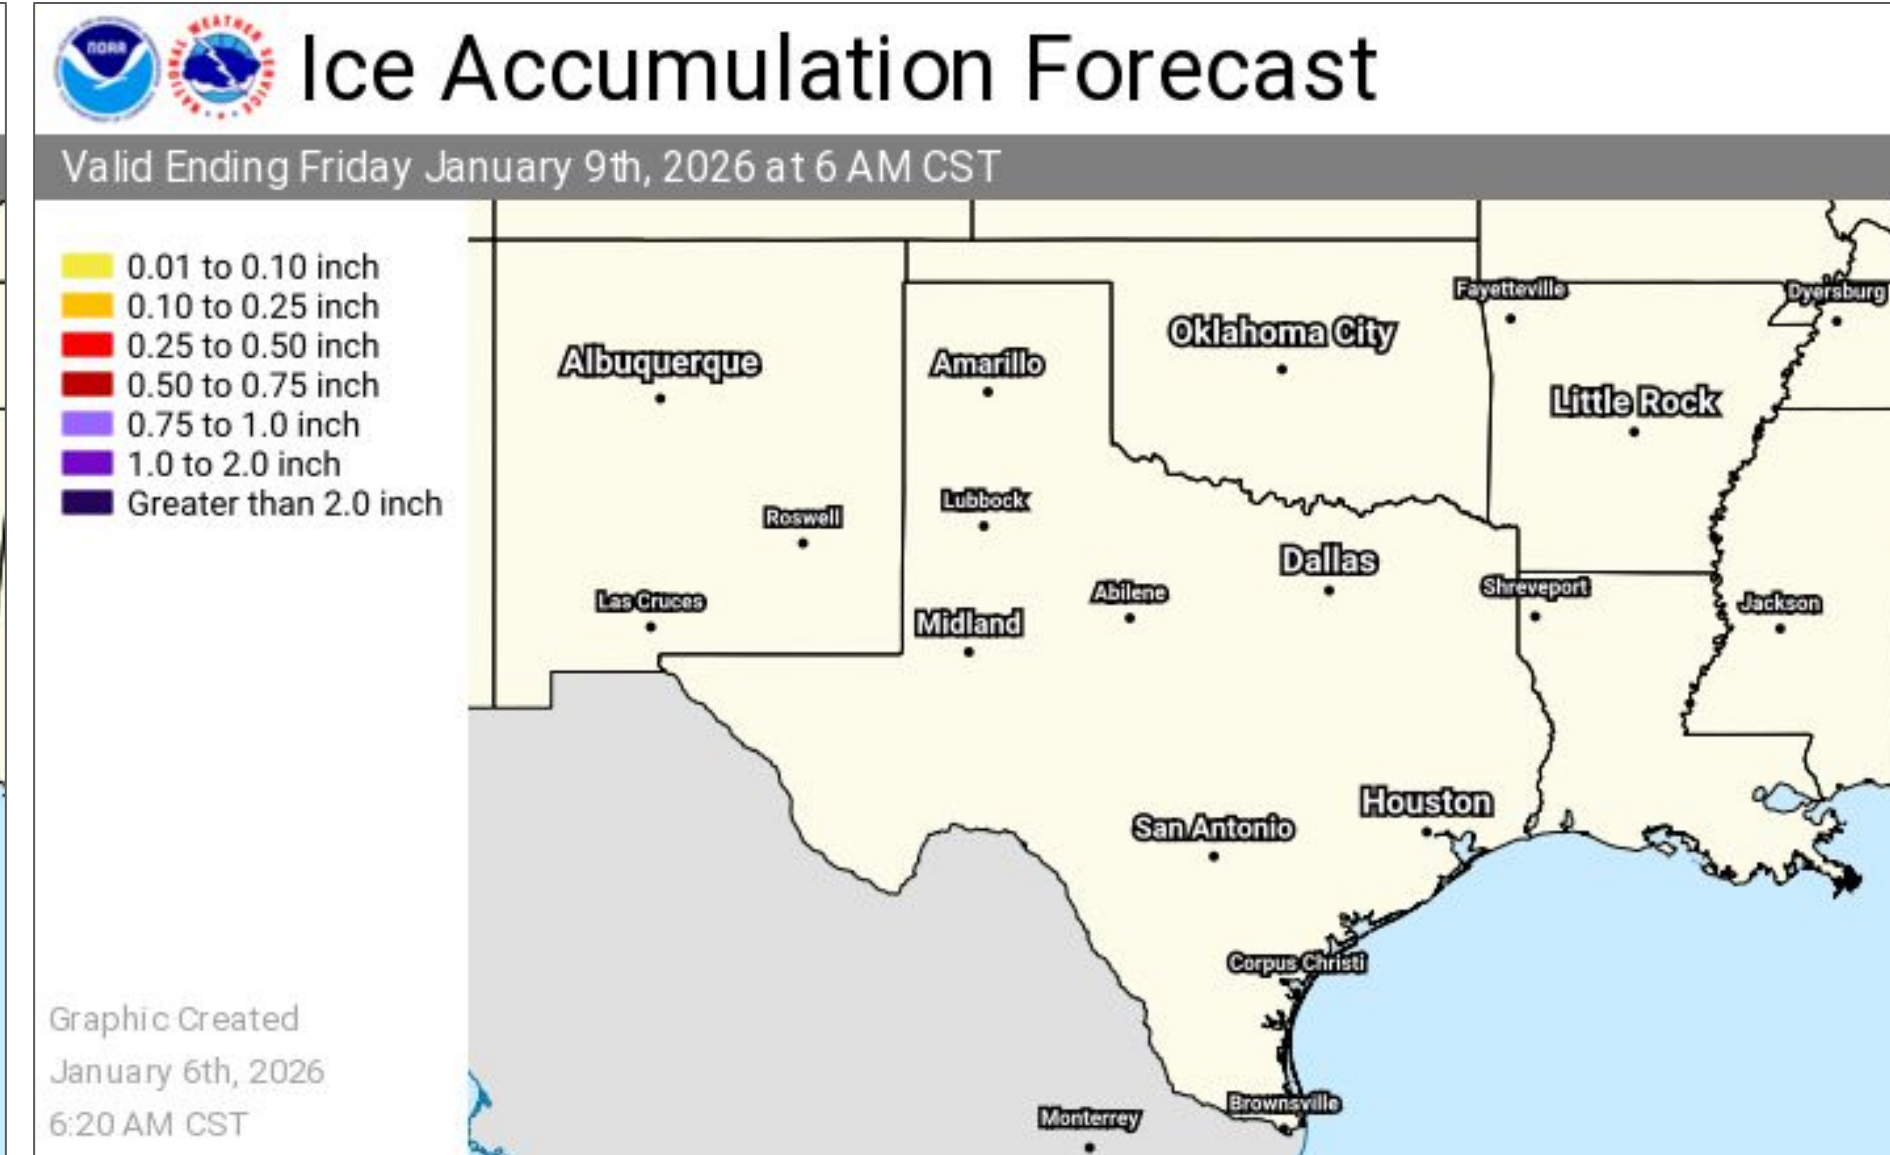 NOAA
NATIONAL WEATHER SERVICE
Ice Accumulation Forecast
Valid Ending Friday January 9th, 2026 at 6 AM CST
0.01 to 0.10 inch
0.10 to 0.25 inch
0.25 to 0.50 inch
0.50 to 0.75 inch
0.75 to 1.0 inch
1.0 to 2.0 inch
Greater than 2.0 inch
Fayetteville
Dyersburg
Oklahoma City
Albuquerque
Amarillo
Little Rock
Lubbock
Roswell
Dallas
Shreveport
Abilene
Las Cruces
Jackson
Midland
Houston
San Antonio
Corpus Christi
Brownsville
Monterrey
Graphic Created
January 6th, 2026
6:20 AM CST